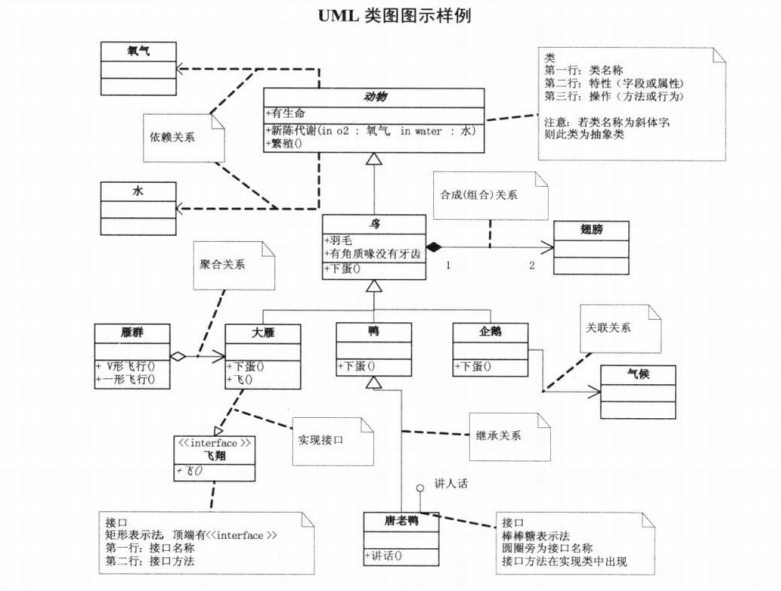 UML 类图图示样例
氧气
动物
+有生命
+新陈代谢(in o2 : 氧气, in water : 水)
+繁殖()
类
第一行：类名称
第二行：特性（字段或属性）
第三行：操作（方法或行为）
注意：若类名称为斜体字,
则此类为抽象类
依赖关系
水
合成(组合)关系
鸟
+羽毛
+有角质喙没有牙齿
+下蛋()
1
2
翅膀
聚合关系
雁群
+ V形飞行()
+一形飞行()
大雁
+下蛋()
+飞()
鸭
+下蛋()
企鹅
+下蛋()
关联关系
气候
<<interface >>
飞翔
+飞()
实现接口
继承关系
讲人话
接口
矩形表示法, 顶端有<<interface >>
第一行：接口名称
第二行：接口方法
唐老鸭
+讲话()
接口
棒棒糖表示法
圆圈旁为接口名称
接口方法在实现类中出现